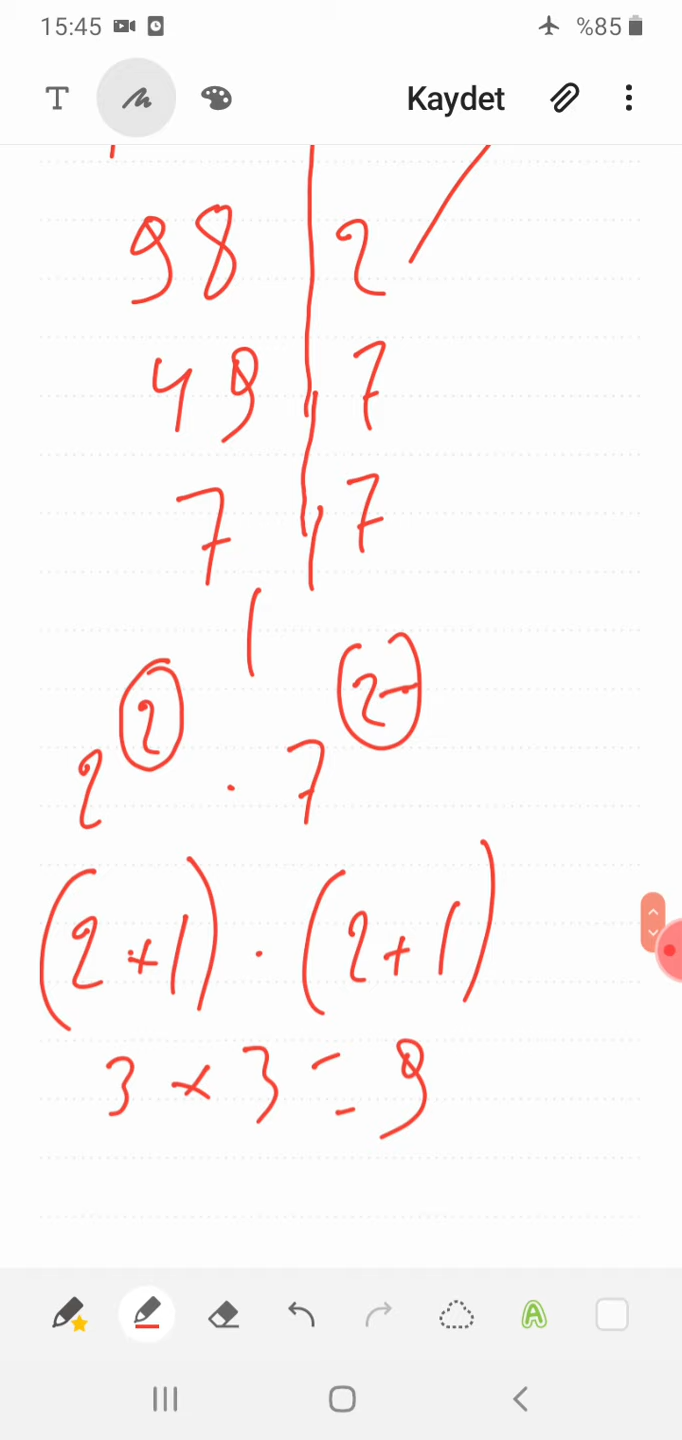 15:45 %85
T Kaydet
98 2
49 7
7 7
1
2² · 7²
(2+1) · (2+1)
3 × 3 = 9
A